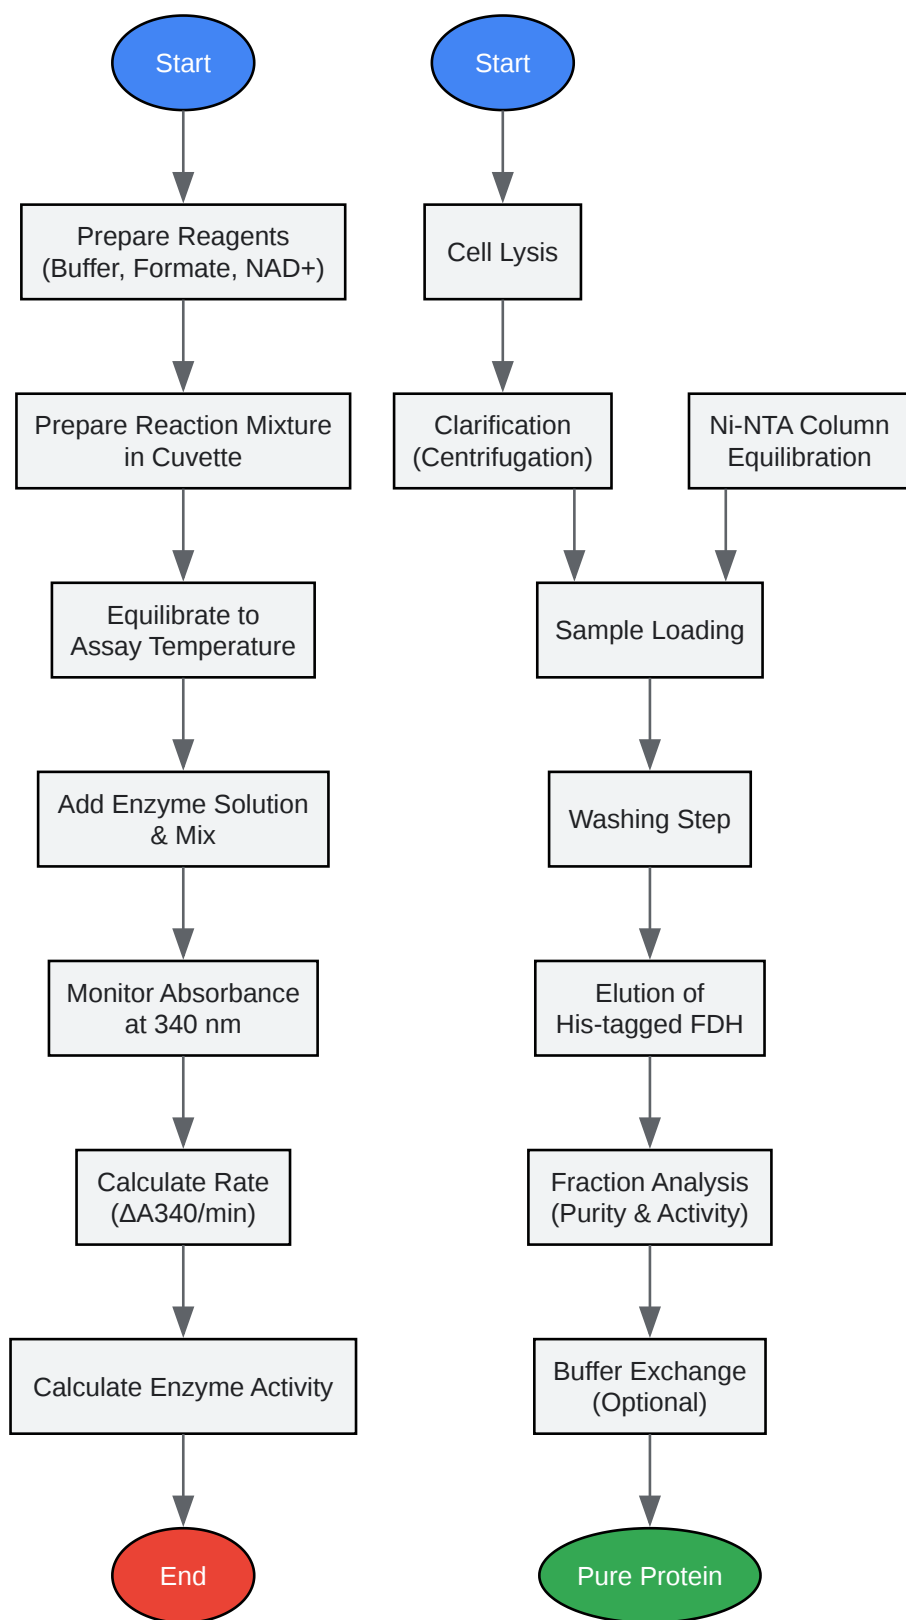 Start
Prepare Reagents
(Buffer, Formate, NAD+)
Prepare Reaction Mixture
in Cuvette
Equilibrate to
Assay Temperature
Add Enzyme Solution
& Mix
Monitor Absorbance
at 340 nm
Calculate Rate
(ΔA340/min)
Calculate Enzyme Activity
End
Start
Cell Lysis
Clarification
(Centrifugation)
Ni-NTA Column
Equilibration
Sample Loading
Washing Step
Elution of
His-tagged FDH
Fraction Analysis
(Purity & Activity)
Buffer Exchange
(Optional)
Pure Protein